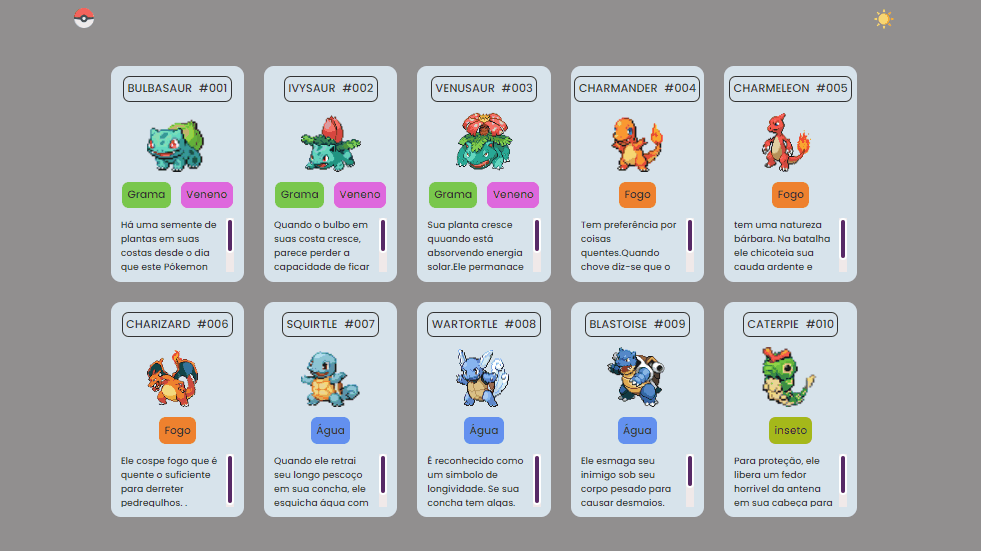 BULBASAUR #001
IVYSAUR #002
VENUSAUR #003
CHARMANDER #004
CHARMELEON #005
Grama Veneno
Grama Veneno
Grama Veneno
Fogo
Fogo
Há uma semente de
plantas em suas
costas desde o dia
que este Pókemon
Quando o bulbo em
suas costa cresce,
parece perder a
capacidade de ficar
Sua planta cresce
quuando está
absorvendo energia
solar.Ele permanace
Tem preferência por
coisas
quentes.Quando
chove diz-se que o
tem uma natureza
bárbara. Na batalha
ele chicoteia sua
cauda ardente e
CHARIZARD #006
SQUIRTLE #007
WARTORTLE #008
BLASTOISE #009
CATERPIE #010
Fogo
Água
Água
Água
inseto
Ele cospe fogo que é
quente o suficiente
para derreter
pedregulhos. .
Quando ele retrai
seu longo pescoço
em sua concha, ele
esquicha água com
É reconhecido como
um simbolo de
longividade. Se sua
concha tem algas.
Ele esmaga seu
inimigo sob seu
corpo pesado para
causar desmaios.
Para proteção, ele
libera um fedor
horrivel da antena
em sua cabeça para